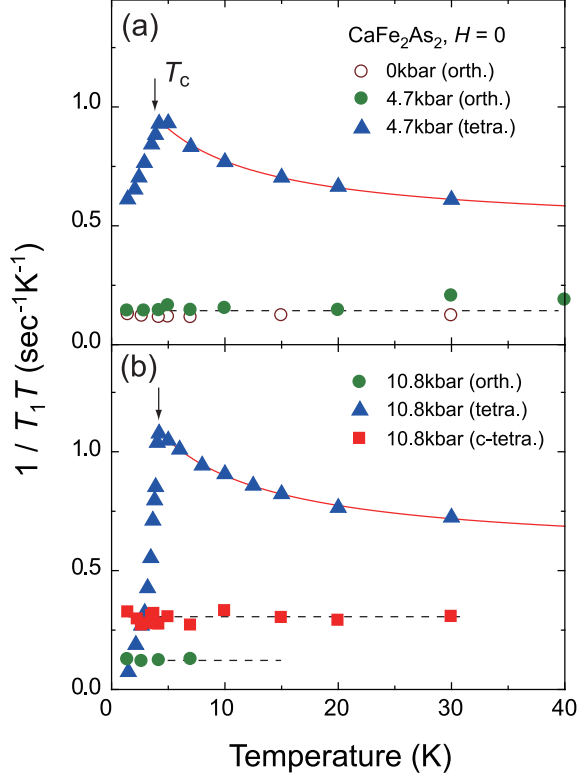 (a)
CaFe₂As₂, H = 0
0kbar (orth.)
4.7kbar (orth.)
4.7kbar (tetra.)
Tc
1.0
0.5
0.0
1 / T₁T (sec⁻¹K⁻¹)
(b)
10.8kbar (orth.)
10.8kbar (tetra.)
10.8kbar (c-tetra.)
1.0
0.5
0.0
0 10 20 30 40
Temperature (K)